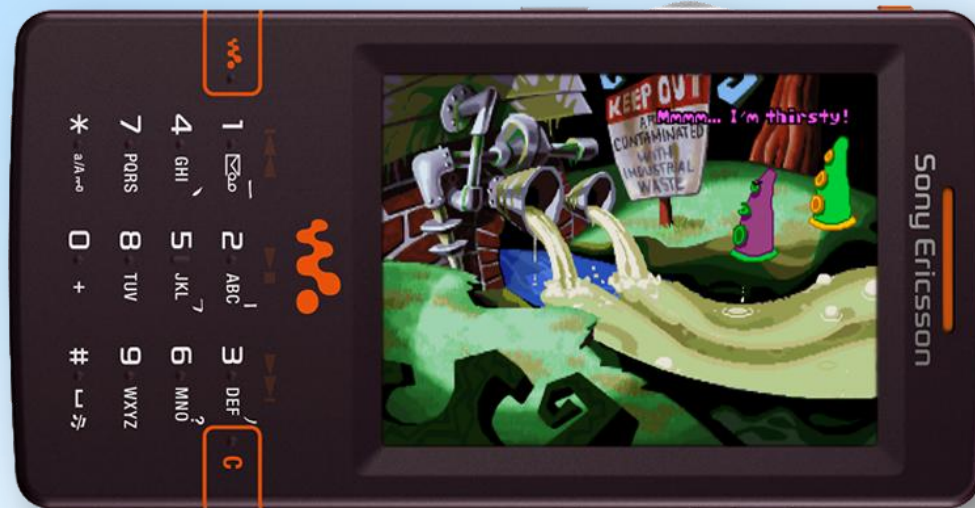 KEEP OUT
AREA
CONTAMINATED
WITH
INDUSTRIAL
WASTE
Mmmm... I'm thirsty!
Sony Ericsson
1
2 ABC
3 DEF
4 GHI
5 JKL
6 MNO
7 PQRS
8 TUV
9 WXYZ
* a/A
0 +
#
C